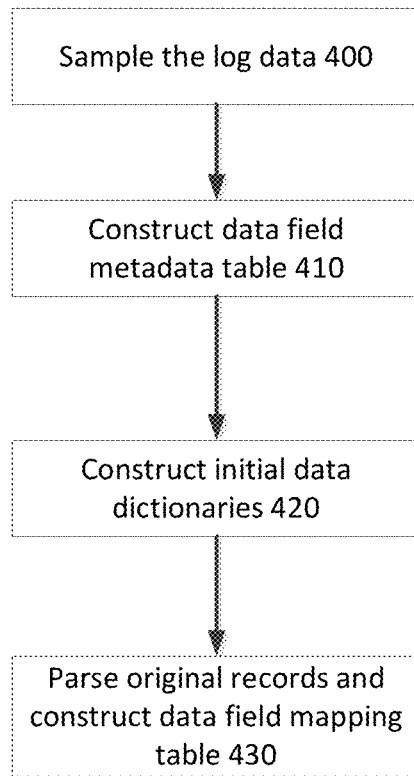 Sample the log data 400
Construct data field
metadata table 410
Construct initial data
dictionaries 420
Parse original records and
construct data field mapping
table 430